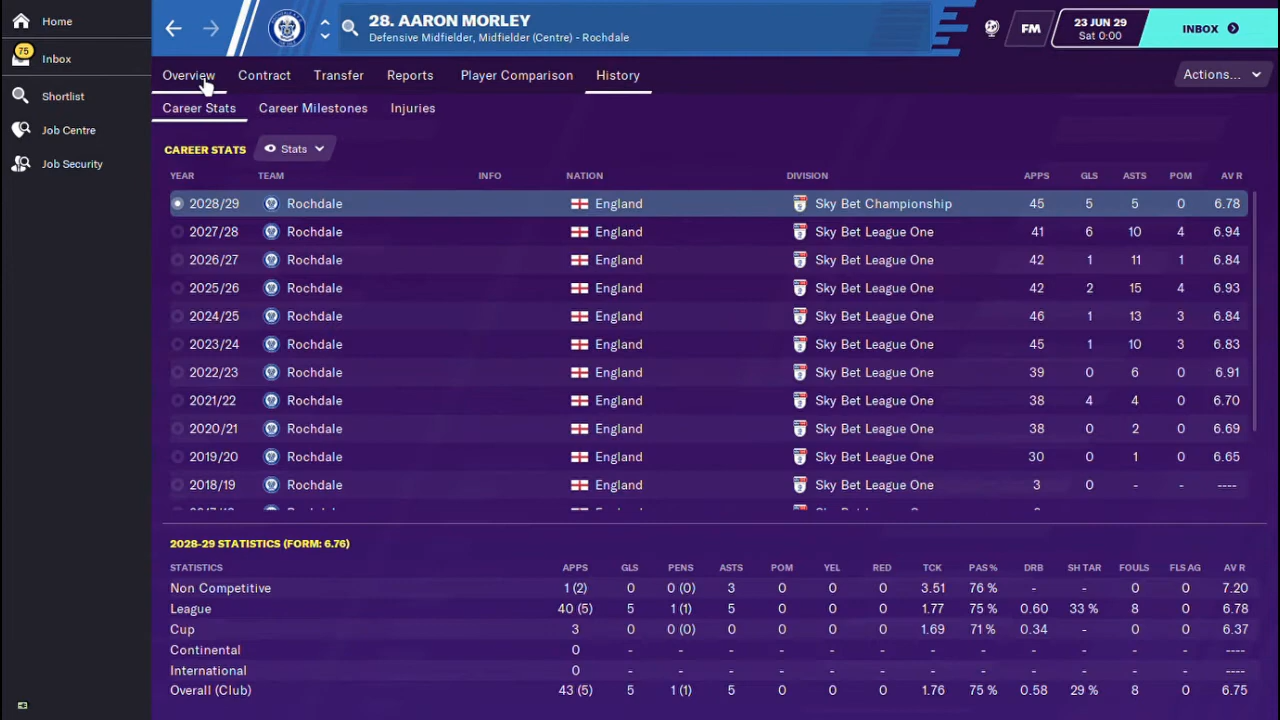 Home
75
Inbox
Shortlist
Job Centre
Job Security
28. AARON MORLEY
Defensive Midfielder, Midfielder (Centre) - Rochdale
FM
23 JUN 29
Sat 0:00
INBOX
Overview Contract Transfer Reports Player Comparison History
Actions...
Career Stats Career Milestones Injuries
CAREER STATS Stats
YEAR TEAM INFO NATION DIVISION APPS GLS ASTS POM AV R
2028/29 Rochdale England Sky Bet Championship 45 5 5 0 6.78
2027/28 Rochdale England Sky Bet League One 41 6 10 4 6.94
2026/27 Rochdale England Sky Bet League One 42 1 11 1 6.84
2025/26 Rochdale England Sky Bet League One 42 2 15 4 6.93
2024/25 Rochdale England Sky Bet League One 46 1 13 3 6.84
2023/24 Rochdale England Sky Bet League One 45 1 10 3 6.83
2022/23 Rochdale England Sky Bet League One 39 0 6 0 6.91
2021/22 Rochdale England Sky Bet League One 38 4 4 0 6.70
2020/21 Rochdale England Sky Bet League One 38 0 2 0 6.69
2019/20 Rochdale England Sky Bet League One 30 0 1 0 6.65
2018/19 Rochdale England Sky Bet League One 3 0 - - ----
2028-29 STATISTICS (FORM: 6.76)
STATISTICS APPS GLS PENS ASTS POM YEL RED TCK PAS % DRB SH TAR FOULS FLS AG AV R
Non Competitive 1 (2) 0 0 (0) 3 0 0 0 3.51 76 % - - 0 0 7.20
League 40 (5) 5 1 (1) 5 0 0 0 1.77 75 % 0.60 33 % 8 0 6.78
Cup 3 0 0 (0) 0 0 0 0 1.69 71 % 0.34 - 0 0 6.37
Continental 0 - - - - - - - - - - - - ----
International 0 - - - - - - - - - - - - ----
Overall (Club) 43 (5) 5 1 (1) 5 0 0 0 1.76 75 % 0.58 29 % 8 0 6.75